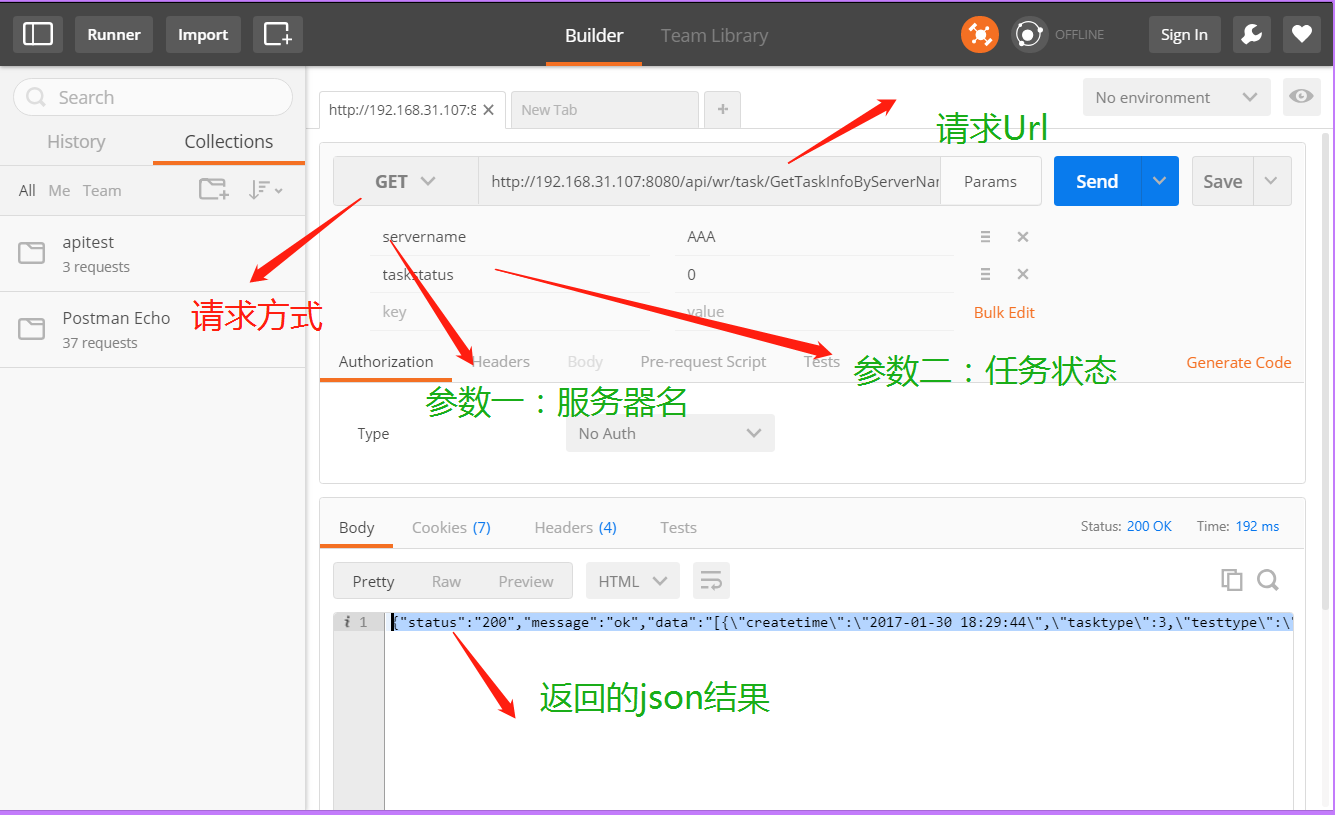 Runner Import Builder Team Library OFFLINE Sign In
Search
History Collections
All Me Team
apitest
3 requests
Postman Echo
37 requests
http://192.168.31.107:8 New Tab + No environment
请求Url
GET http://192.168.31.107:8080/api/wr/task/GetTaskInfoByServerNar Params Send Save
servername AAA
taskstatus 0
key value Bulk Edit
请求方式
Authorization Headers Body Pre-request Script Tests Generate Code
参数一：服务器名
参数二：任务状态
Type No Auth
Body Cookies (7) Headers (4) Tests Status: 200 OK Time: 192 ms
Pretty Raw Preview HTML
i 1 {"status":"200","message":"ok","data":"[{\"createtime\":\"2017-01-30 18:29:44\",\"tasktype\":3,\"testtype\":\"
返回的json结果